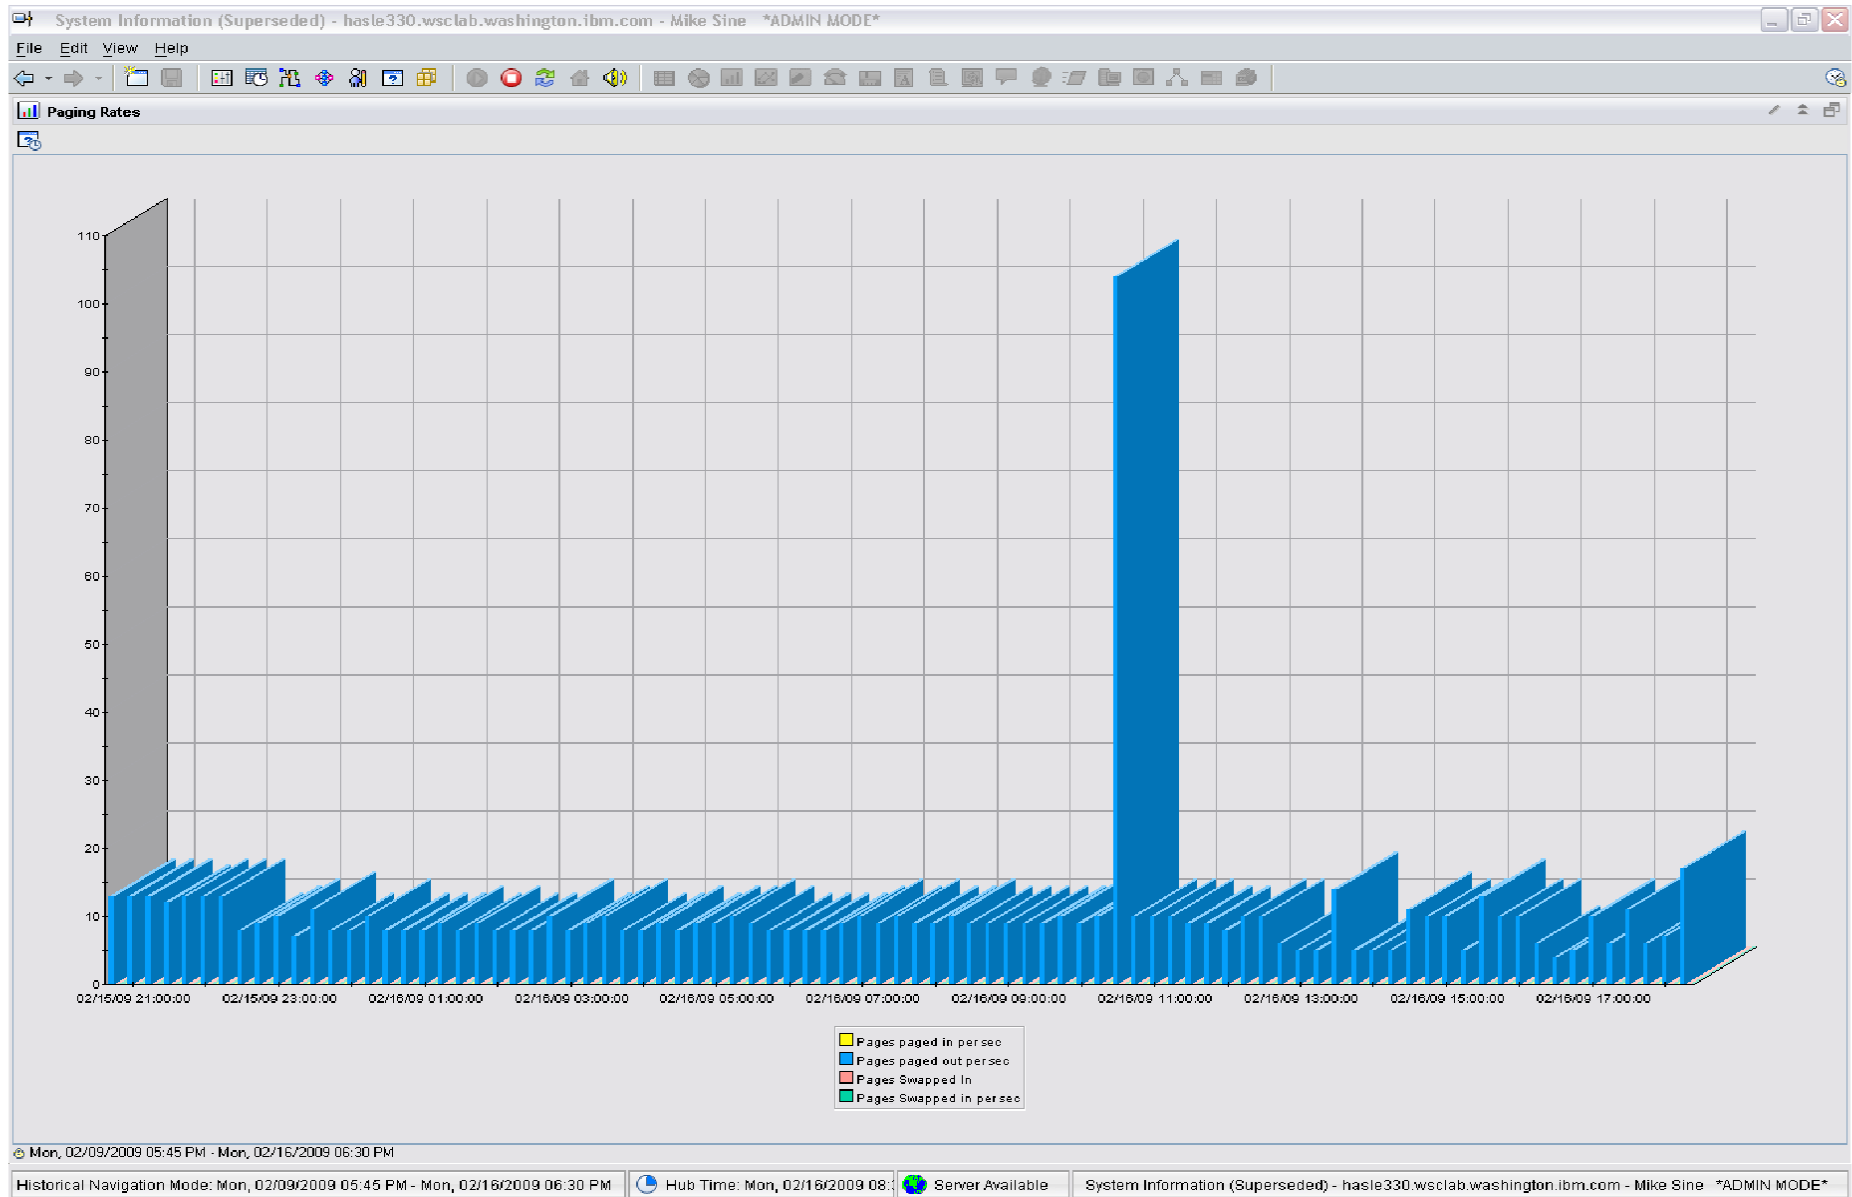 System Information (Superseded) - hasle330.wsclab.washington.ibm.com - Mike Sine *ADMIN MODE*
File Edit View Help
Paging Rates
110
100
90
80
70
60
50
40
30
20
10
0
02/15/09 21:00:00 02/15/09 23:00:00 02/16/09 01:00:00 02/16/09 03:00:00 02/16/09 05:00:00 02/16/09 07:00:00 02/16/09 09:00:00 02/16/09 11:00:00 02/16/09 13:00:00 02/16/09 15:00:00 02/16/09 17:00:00
Pages paged in per sec
Pages paged out per sec
Pages Swapped In
Pages Swapped in per sec
Mon, 02/09/2009 05:45 PM - Mon, 02/16/2009 06:30 PM
Historical Navigation Mode: Mon, 02/09/2009 05:45 PM - Mon, 02/16/2009 06:30 PM Hub Time: Mon, 02/16/2009 08: Server Available System Information (Superseded) - hasle330.wsclab.washington.ibm.com - Mike Sine *ADMIN MODE*